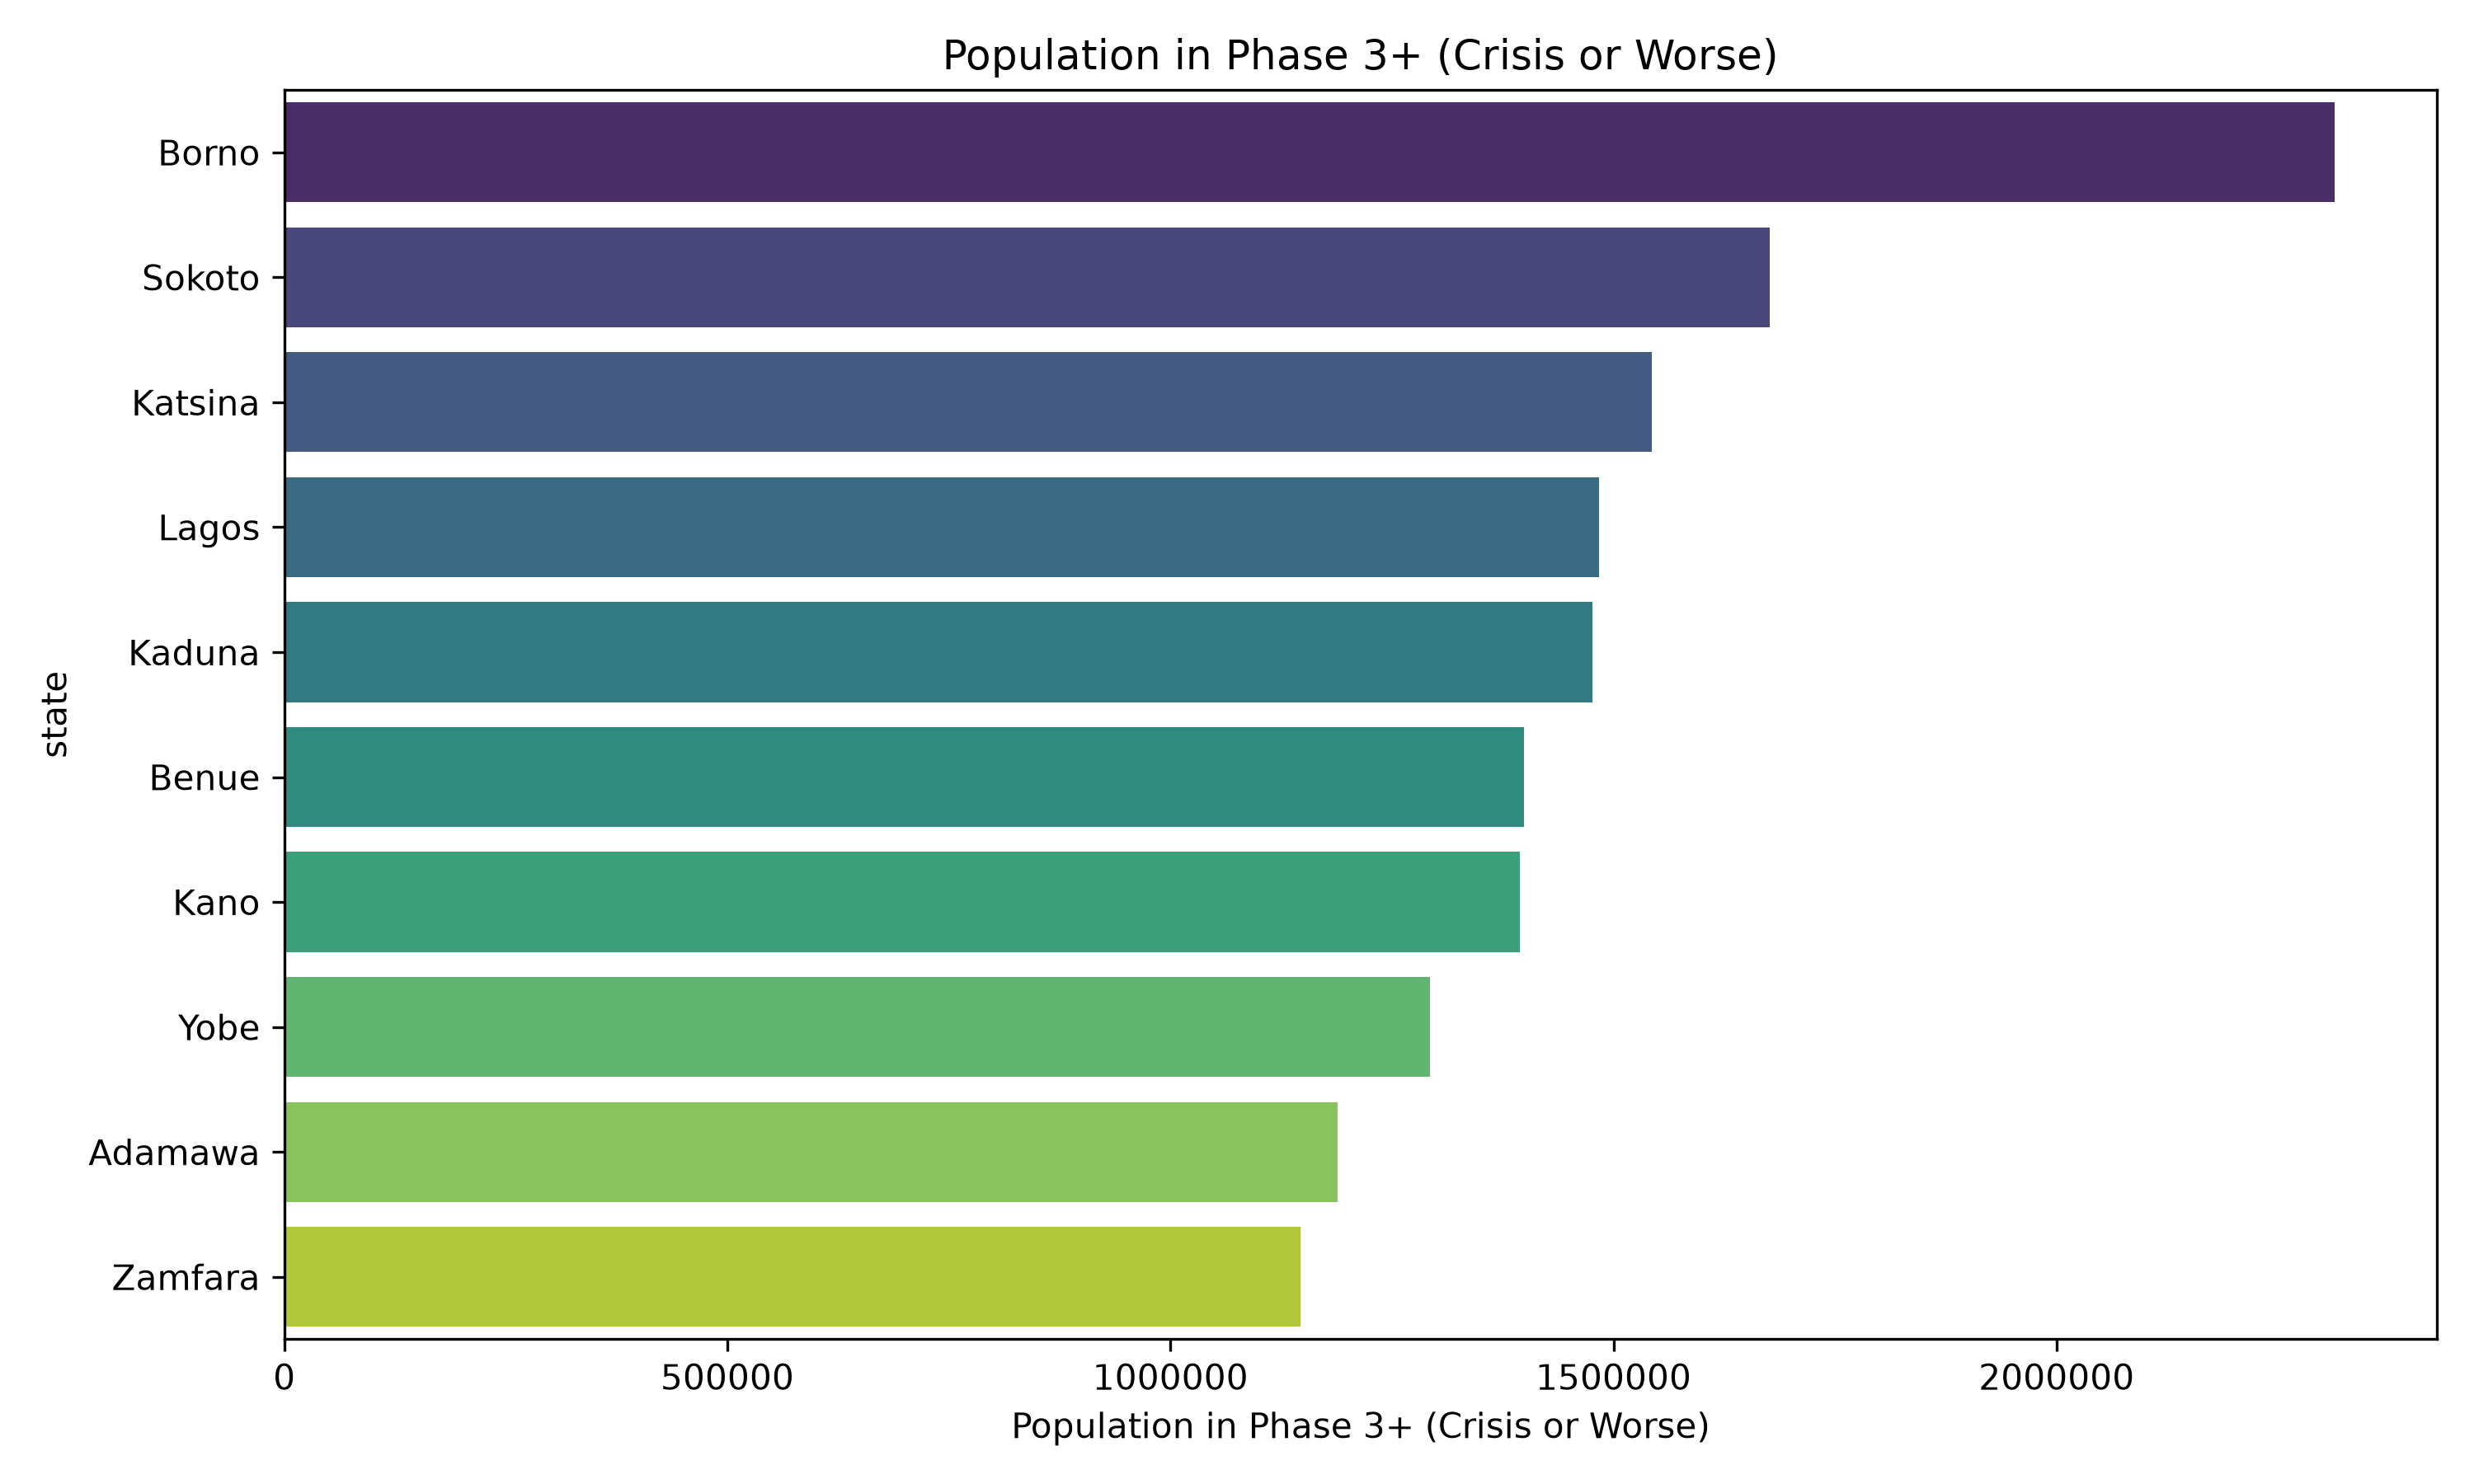 Population in Phase 3+ (Crisis or Worse)
state
Borno
Sokoto
Katsina
Lagos
Kaduna
Benue
Kano
Yobe
Adamawa
Zamfara
0 500000 1000000 1500000 2000000
Population in Phase 3+ (Crisis or Worse)